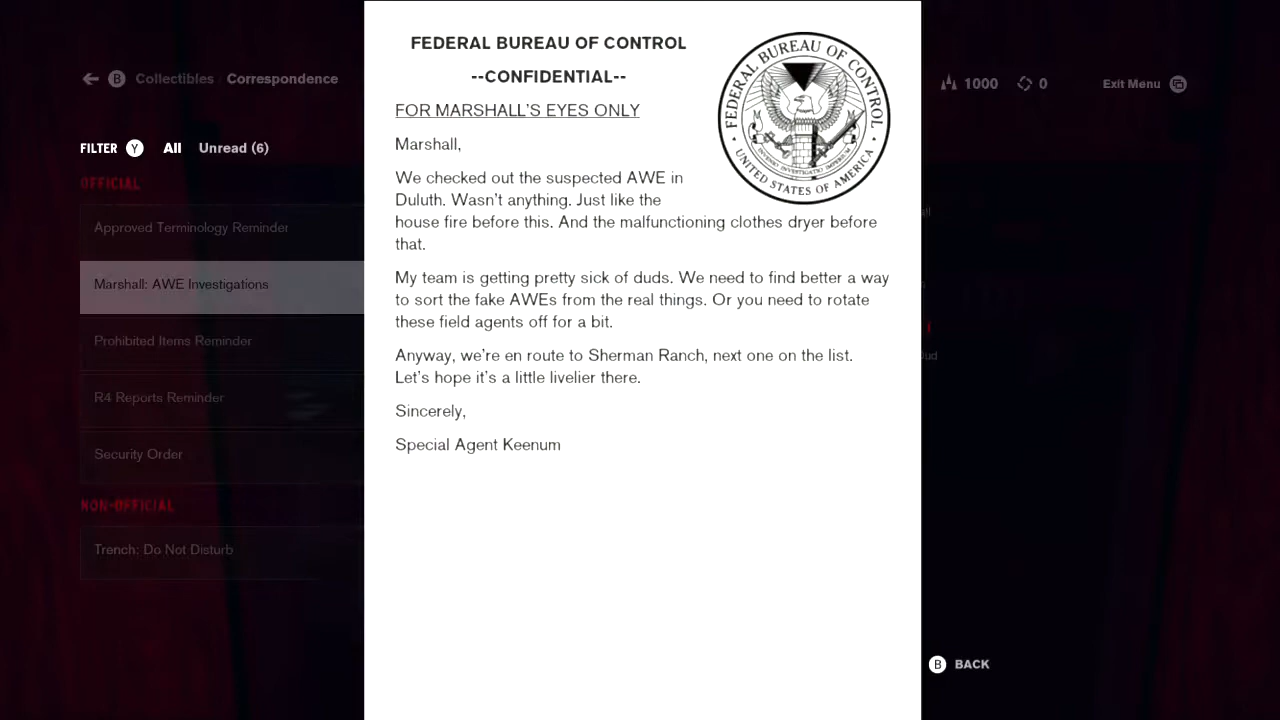 FEDERAL BUREAU OF CONTROL
--CONFIDENTIAL--
FOR MARSHALL'S EYES ONLY
Marshall,
We checked out the suspected AWE in
Duluth. Wasn't anything. Just like the
house fire before this. And the malfunctioning clothes dryer before
that.
My team is getting pretty sick of duds. We need to find better a way
to sort the fake AWEs from the real things. Or you need to rotate
these field agents off for a bit.
Anyway, we're en route to Sherman Ranch, next one on the list.
Let's hope it's a little livelier there.
Sincerely,
Special Agent Keenum
FEDERAL BUREAU OF CONTROL
UNITED STATES OF AMERICA
INVENIO INVESTIGATIO IMPERIUM
B Collectibles Correspondence
1000 0
Exit Menu
FILTER Y All Unread (6)
OFFICIAL
Approved Terminology Reminder
Marshall: AWE Investigations
Prohibited Items Reminder
R4 Reports Reminder
Security Order
NON-OFFICIAL
Trench: Do Not Disturb
B BACK